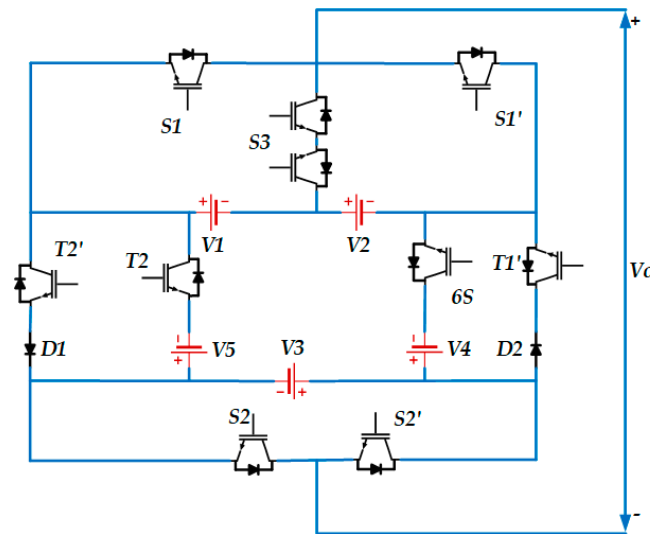 +
S1
S1'
S3
+ - + -
V1
V2
T2'
T2
6S
T1'
Vo
D1
- V5
+
V3
- +
- V4
+
D2
S2
S2'
-